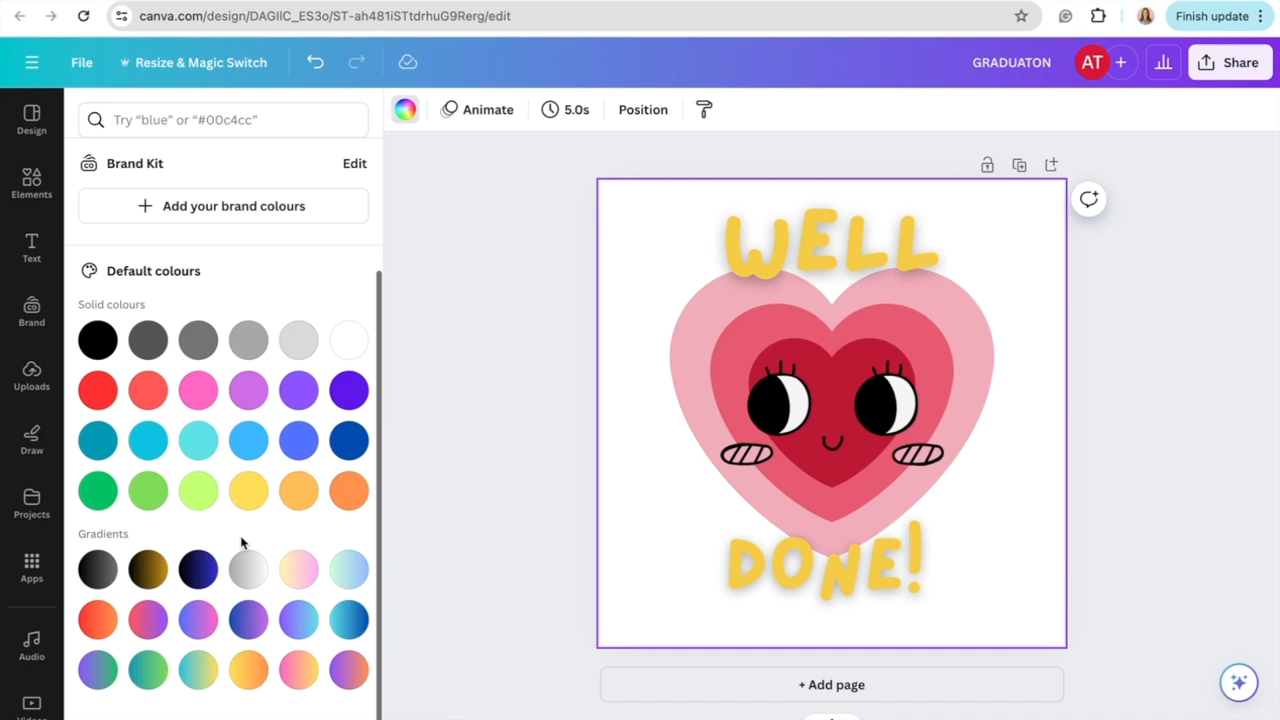 canva.com/design/DAGIlC_ES3o/ST-ah481iSTtdrhuG9Rerg/edit
Finish update
File
Resize & Magic Switch
GRADUATON
AT
Share
Design
Elements
Text
Brand
Uploads
Draw
Projects
Apps
Audio
Try “blue” or “#00c4cc”
Brand Kit
Edit
Add your brand colours
Default colours
Solid colours
Gradients
Animate
5.0s
Position
WELL
DONE!
+ Add page